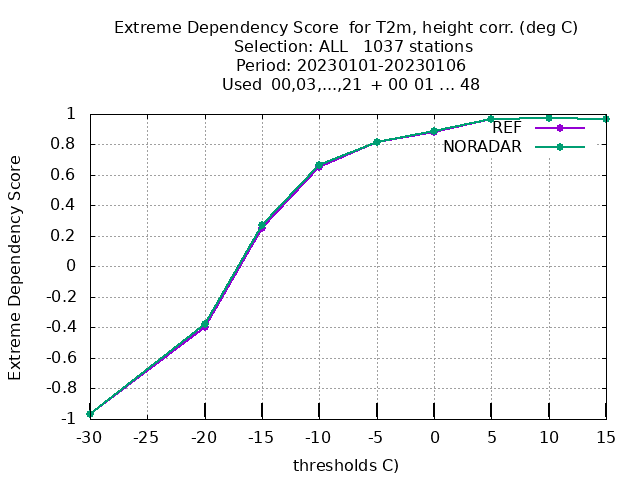 Extreme Dependency Score  for T2m, height corr. (deg C)
Selection: ALL   1037 stations
Period: 20230101-20230106
Used  00,03,...,21  + 00 01 ... 48
Extreme Dependency Score
1
0.8
0.6
0.4
0.2
0
-0.2
-0.4
-0.6
-0.8
-1
REF
NORADAR
-30 -25 -20 -15 -10 -5 0 5 10 15
thresholds C)